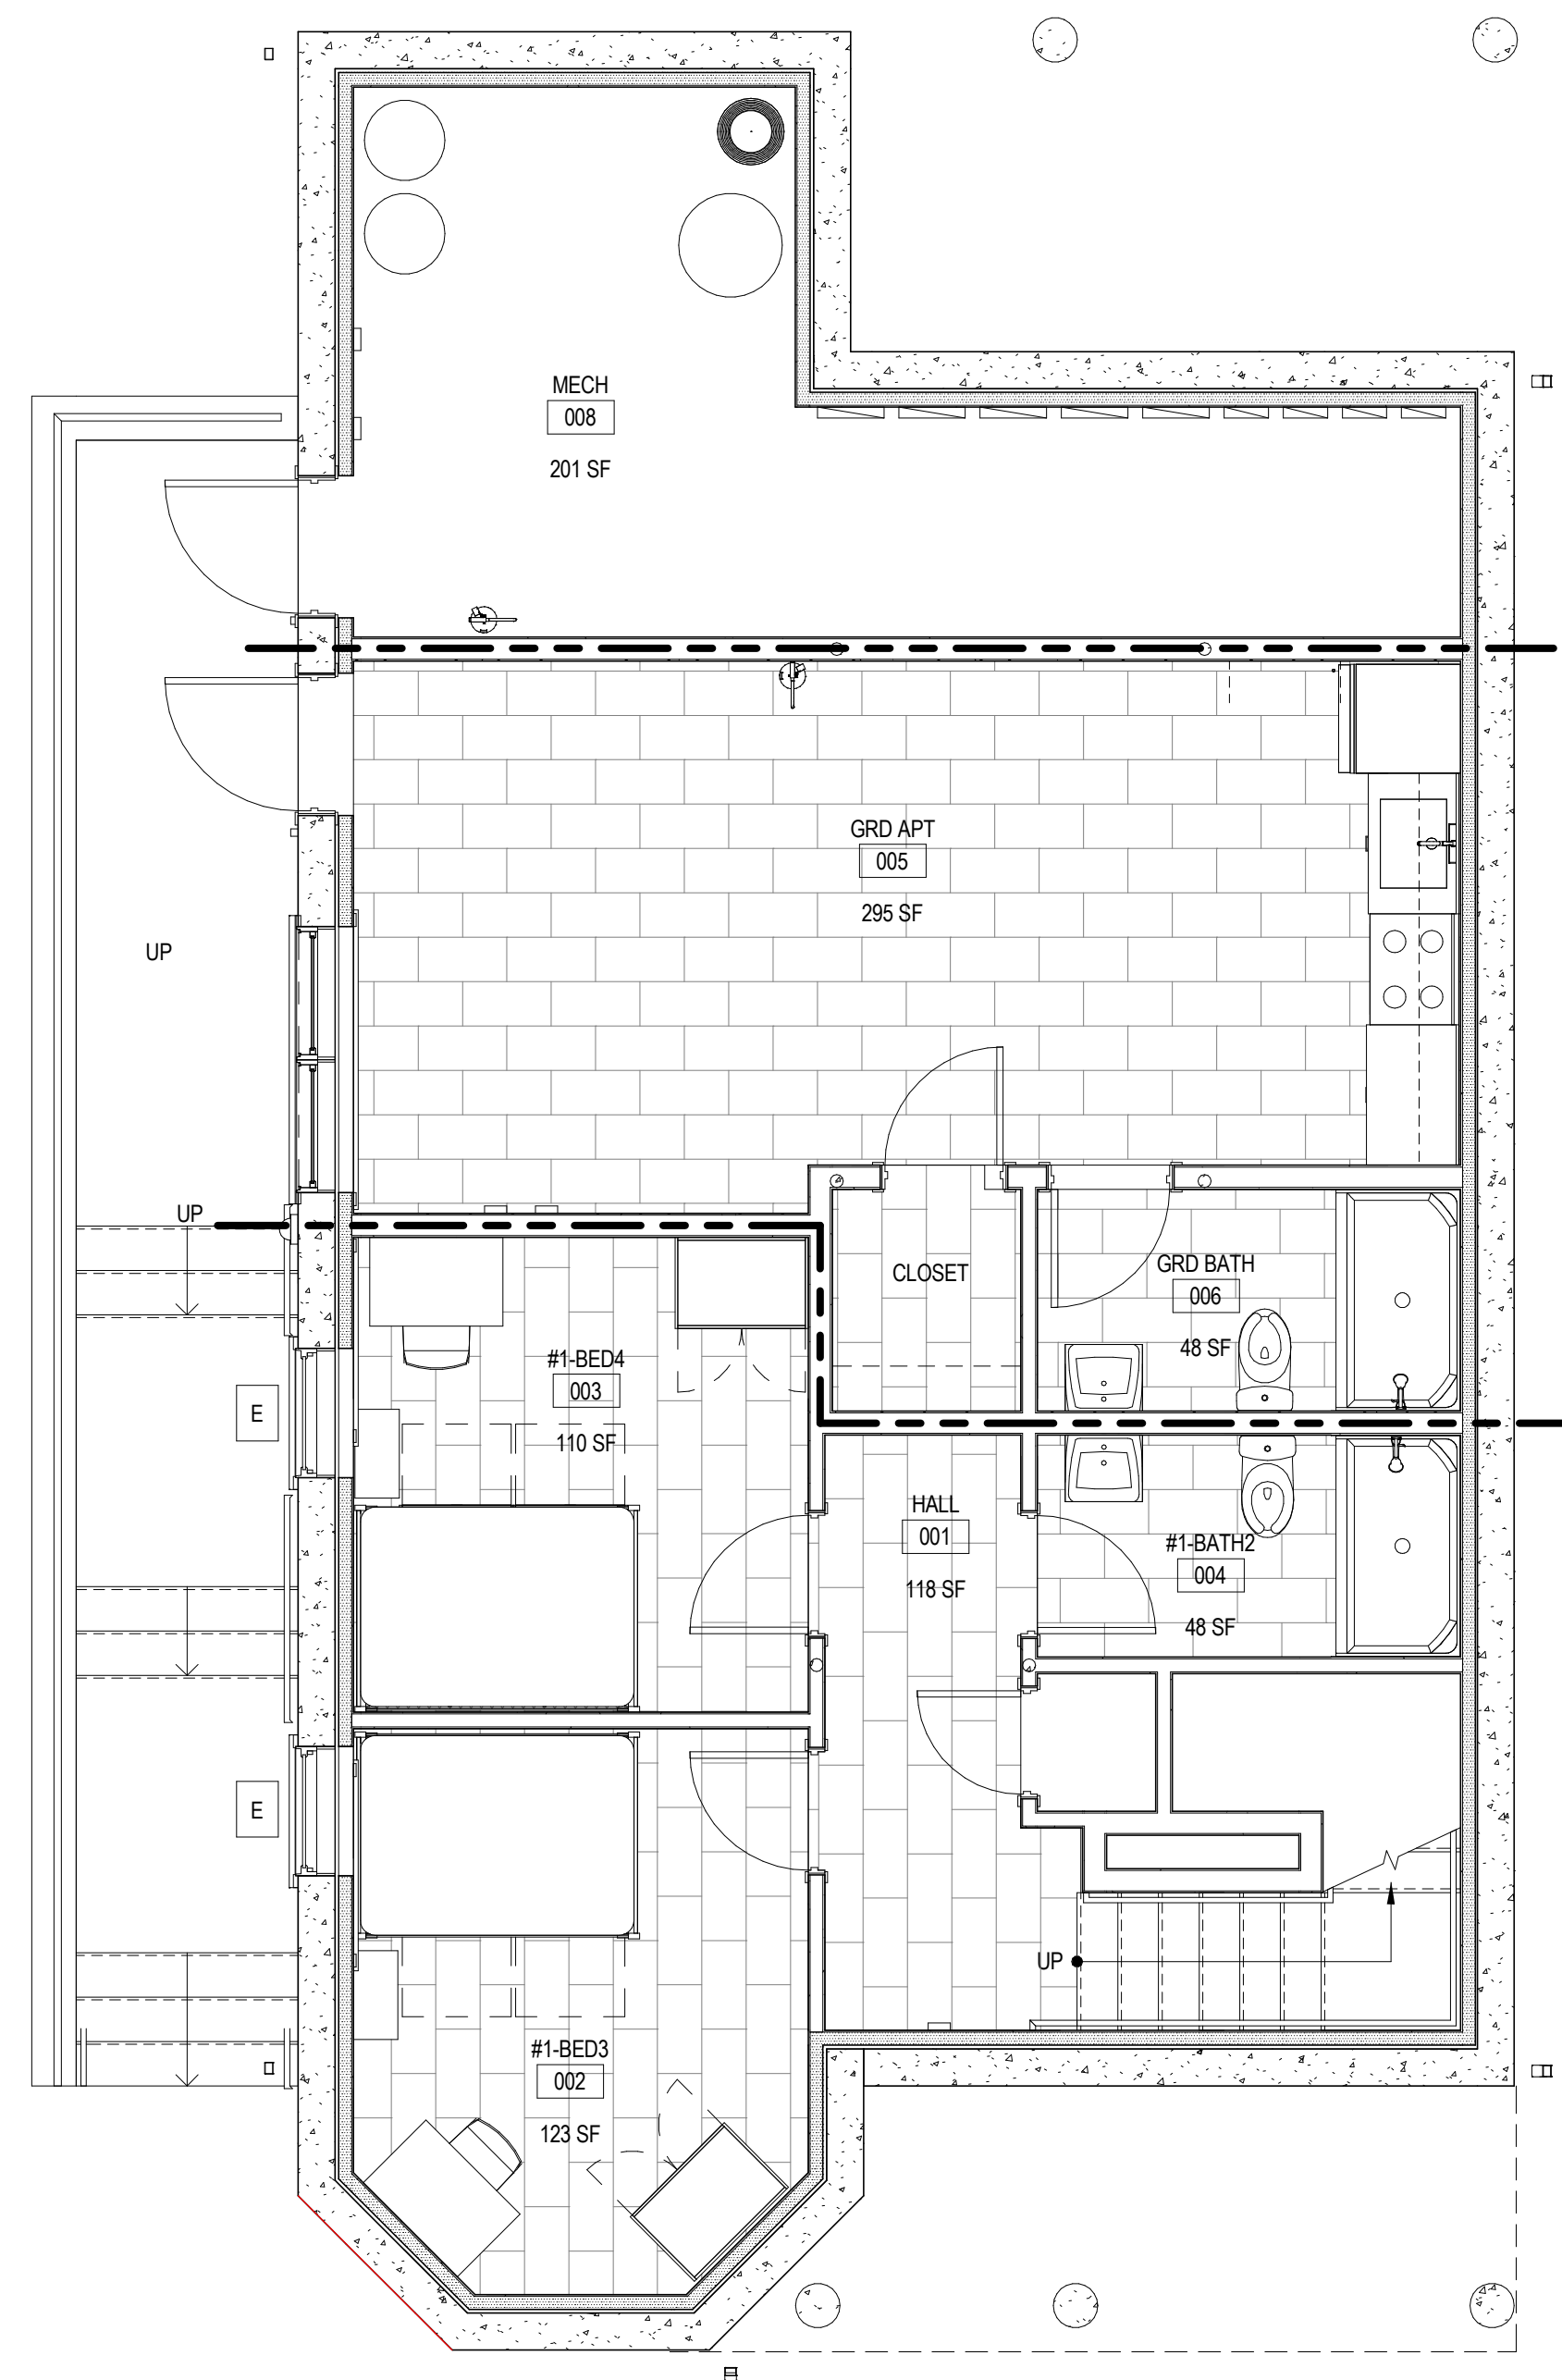 MECH
008
201 SF
GRD APT
005
295 SF
UP
UP
CLOSET
GRD BATH
006
48 SF
#1-BED4
003
110 SF
E
HALL
001
118 SF
#1-BATH2
004
48 SF
E
UP
#1-BED3
002
123 SF